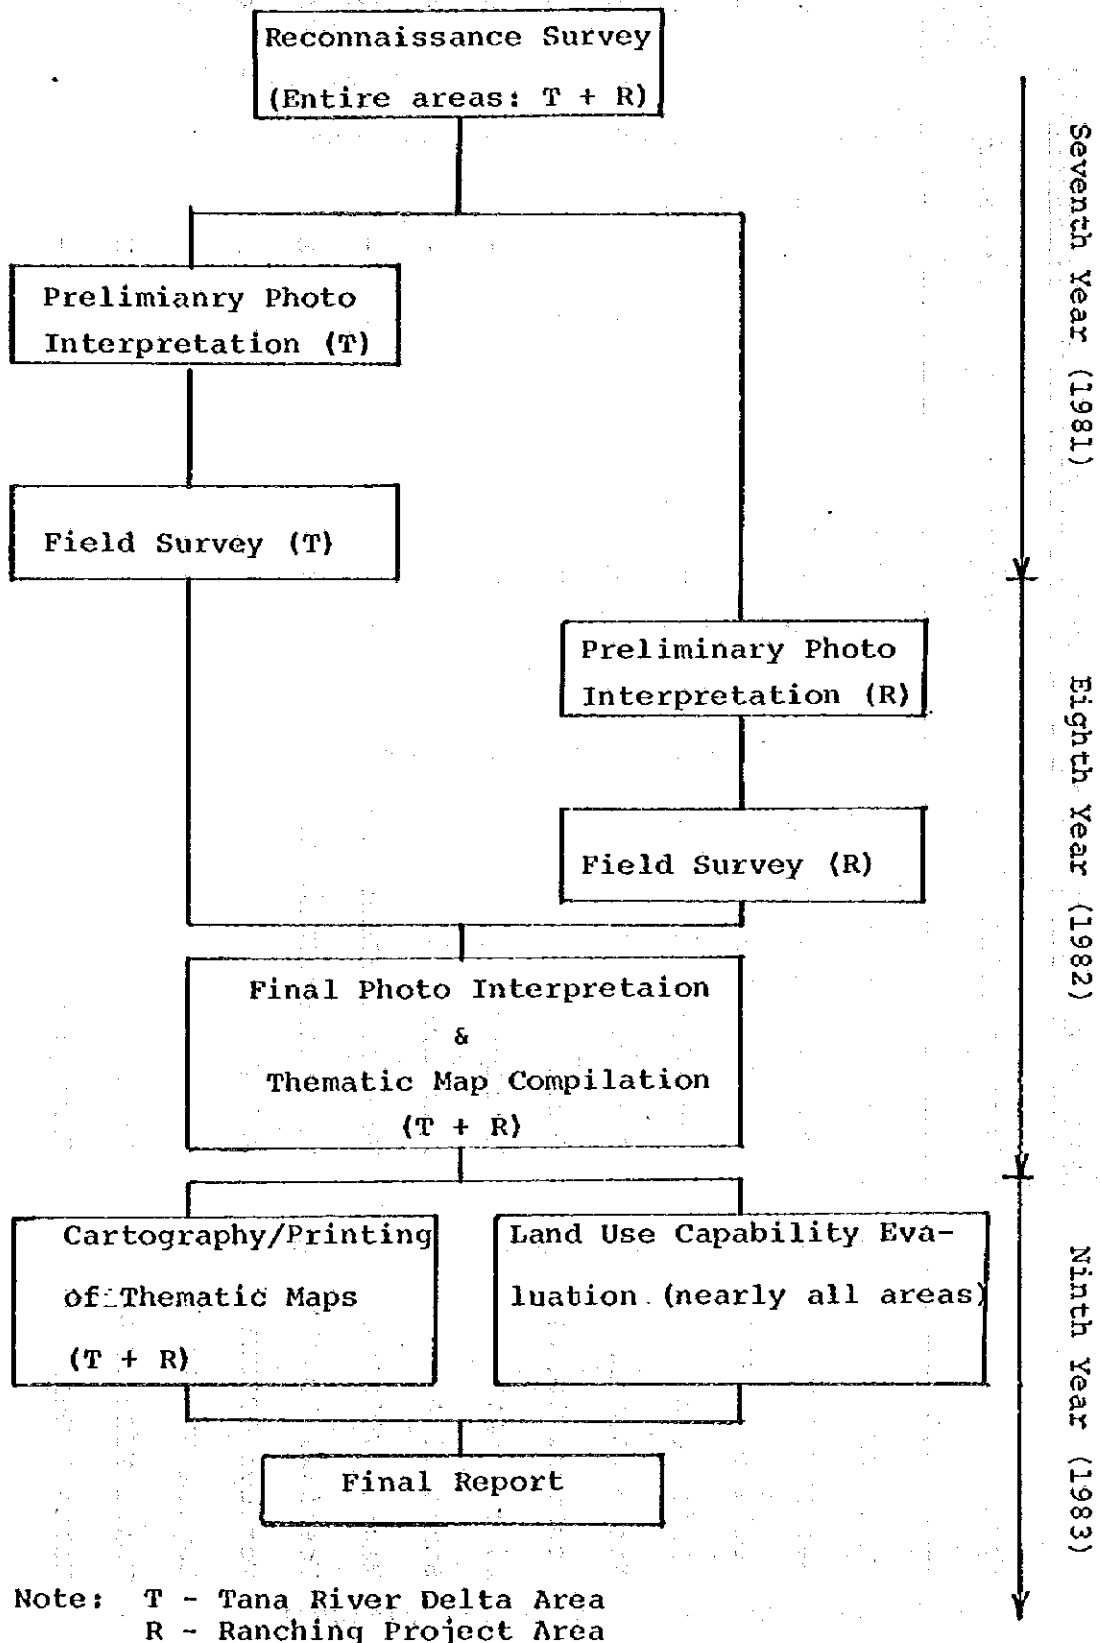 Reconnaissance Survey
(Entire areas: T + R)
Prelimianry Photo
Interpretation (T)
Field Survey (T)
Preliminary Photo
Interpretation (R)
Field Survey (R)
Final Photo Interpretaion
&
Thematic Map Compilation
(T + R)
Cartography/Printing
of Thematic Maps
(T + R)
Land Use Capability Eva-
luation (nearly all areas)
Final Report
Seventh Year (1981)
Eighth Year (1982)
Ninth Year (1983)
Note: T - Tana River Delta Area
R - Ranching Project Area